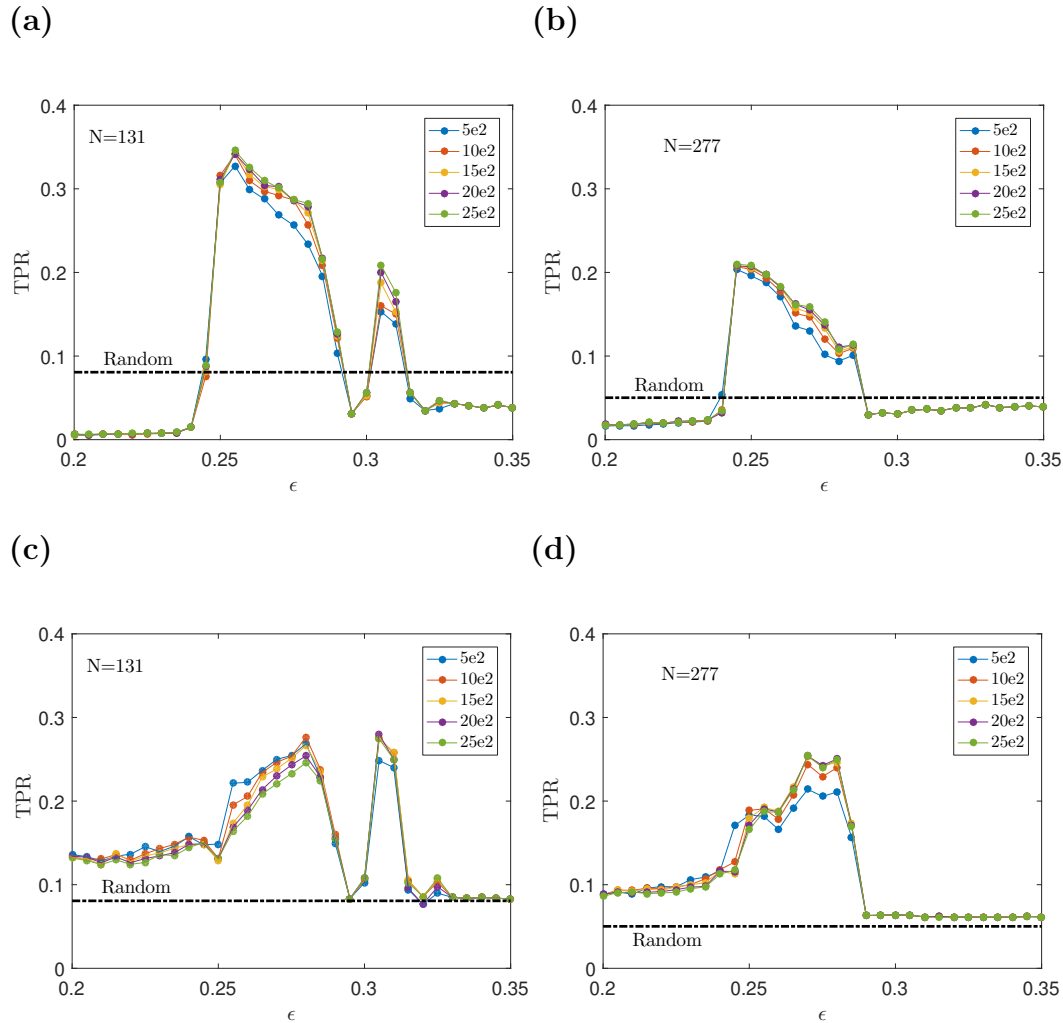 (a)
(b)
0.4
0.3
0.2
0.1
0
TPR
N=131
5e2
10e2
15e2
20e2
25e2
Random
0.2
0.25
0.3
0.35
ϵ
0.4
0.3
0.2
0.1
0
TPR
N=277
5e2
10e2
15e2
20e2
25e2
Random
0.2
0.25
0.3
0.35
ϵ
(c)
(d)
0.4
0.3
0.2
0.1
0
TPR
N=131
5e2
10e2
15e2
20e2
25e2
Random
0.2
0.25
0.3
0.35
ϵ
0.4
0.3
0.2
0.1
0
TPR
N=277
5e2
10e2
15e2
20e2
25e2
Random
0.2
0.25
0.3
0.35
ϵ